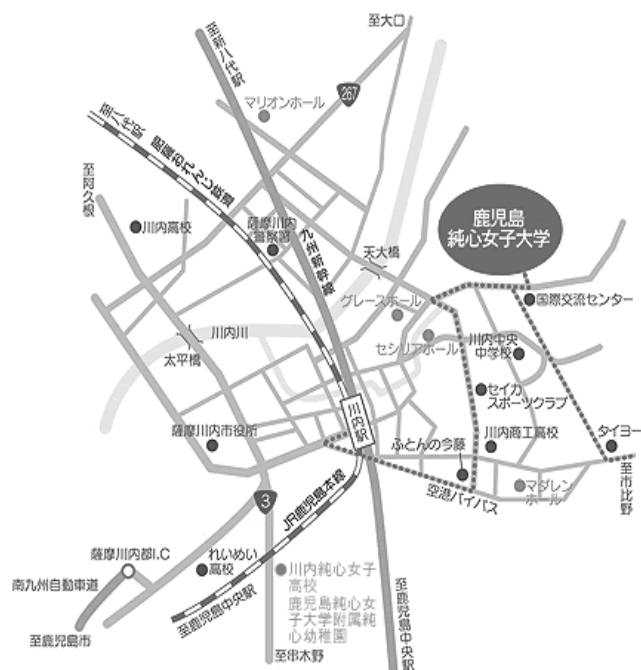 至大口
至新八代駅
267
マリオンホール
至八代駅
肥薩おれんじ鉄道
至阿久根
川内高校
薩摩川内
警察署
九州新幹線
天大橋
鹿児島
純心女子大学
国際交流センター
グレースホール
川内川
太平橋
セシリアホール
川内中央
中学校
セイカ
スポーツクラブ
川内駅
薩摩川内市役所
ふとんの今藤
川内商工高校
タイヨー
至市比野
空港バイパス
マダレン
ホール
3
JR鹿児島本線
薩摩川内都I.C
れいめい
高校
南九州自動車道
至鹿児島市
至鹿児島中央駅
川内純心女子
高校
鹿児島純心女
子大学附属純
心幼稚園
至串木野
至鹿児島中央駅